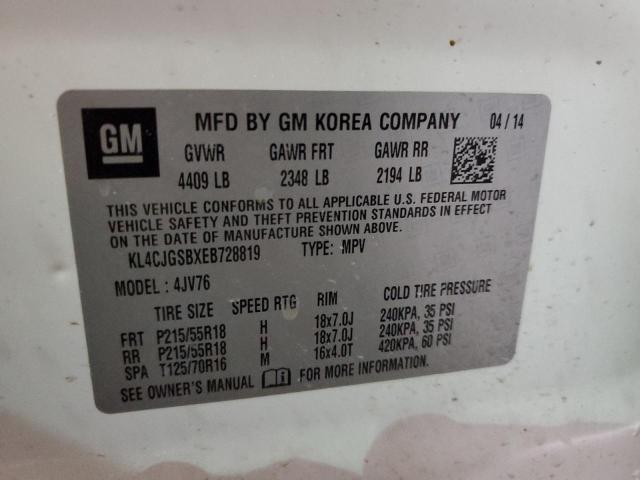 GM MFD BY GM KOREA COMPANY 04/14
GVWR GAWR FRT GAWR RR
4409 LB 2348 LB 2194 LB
THIS VEHICLE CONFORMS TO ALL APPLICABLE U.S. FEDERAL MOTOR
VEHICLE SAFETY AND THEFT PREVENTION STANDARDS IN EFFECT
ON THE DATE OF MANUFACTURE SHOWN ABOVE.
KL4CJGSBXEB728819 TYPE: MPV
MODEL : 4JV76
TIRE SIZE SPEED RTG RIM COLD TIRE PRESSURE
FRT P215/55R18 H 18x7.0J 240KPA, 35 PSI
RR P215/55R18 H 18x7.0J 240KPA, 35 PSI
SPA T125/70R16 M 16x4.0T 420KPA, 60 PSI
SEE OWNER'S MANUAL FOR MORE INFORMATION